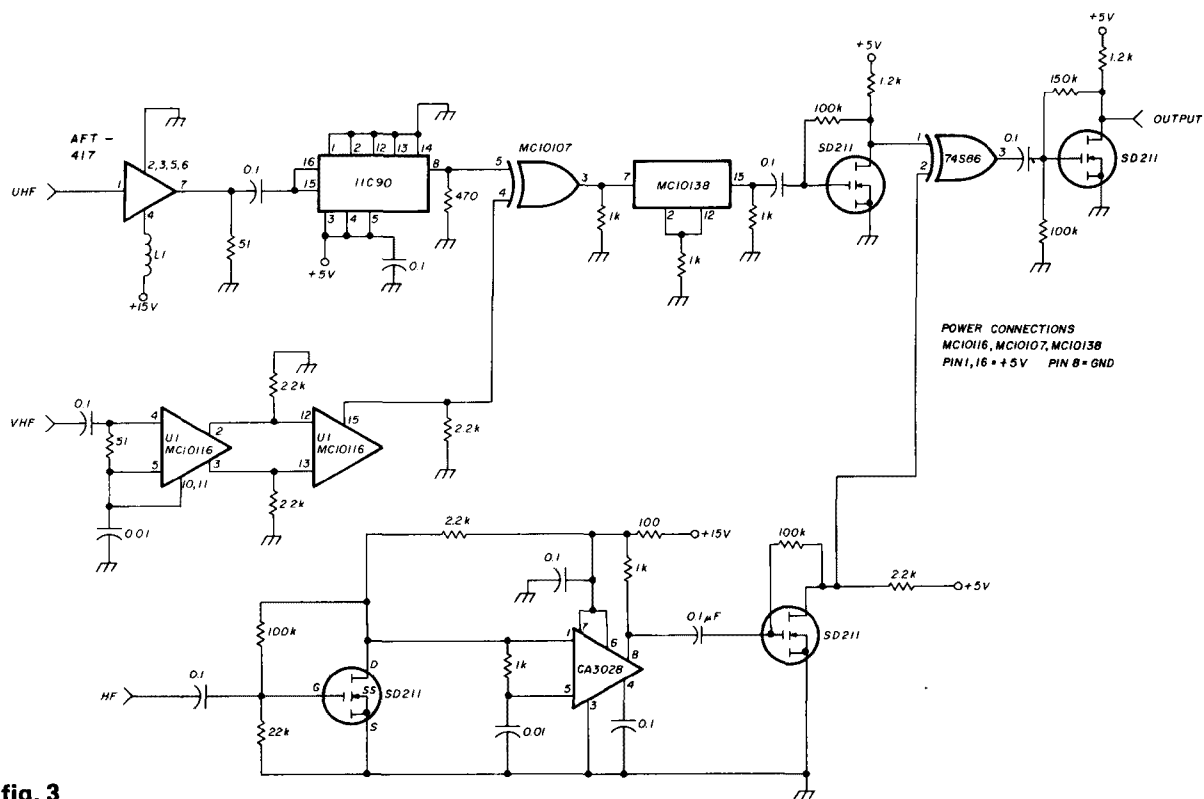 +5V
1.2k
+5V
1.2k
150k
100k
OUTPUT
AFT-
417
2,3,5,6
UHF
1
7
4
L1
+15V
51
0.1
16
15
1
2
12
13
14
11C90
8
3
4
5
+5V
0.1
470
MC10107
5
4
3
1k
7
MC10138
15
2
12
1k
1k
0.1
SD211
1
2
74S86
3
0.1
100k
SD211
POWER CONNECTIONS
MC10116, MC10107, MC10138
PIN 1, 16 = +5V PIN 8 = GND
VHF
0.1
51
4
5
U1
MC10116
2
3
10,11
0.01
2.2k
2.2k
12
13
U1
MC10116
15
2.2k
2.2k
100
+15V
0.1
1k
100k
2.2k
+5V
0.1µF
SD211
HF
0.1
100k
22k
G
D
SS
S
SD211
1k
0.01
1
5
7
6
8
4
3
CA3028
0.1
fig. 3